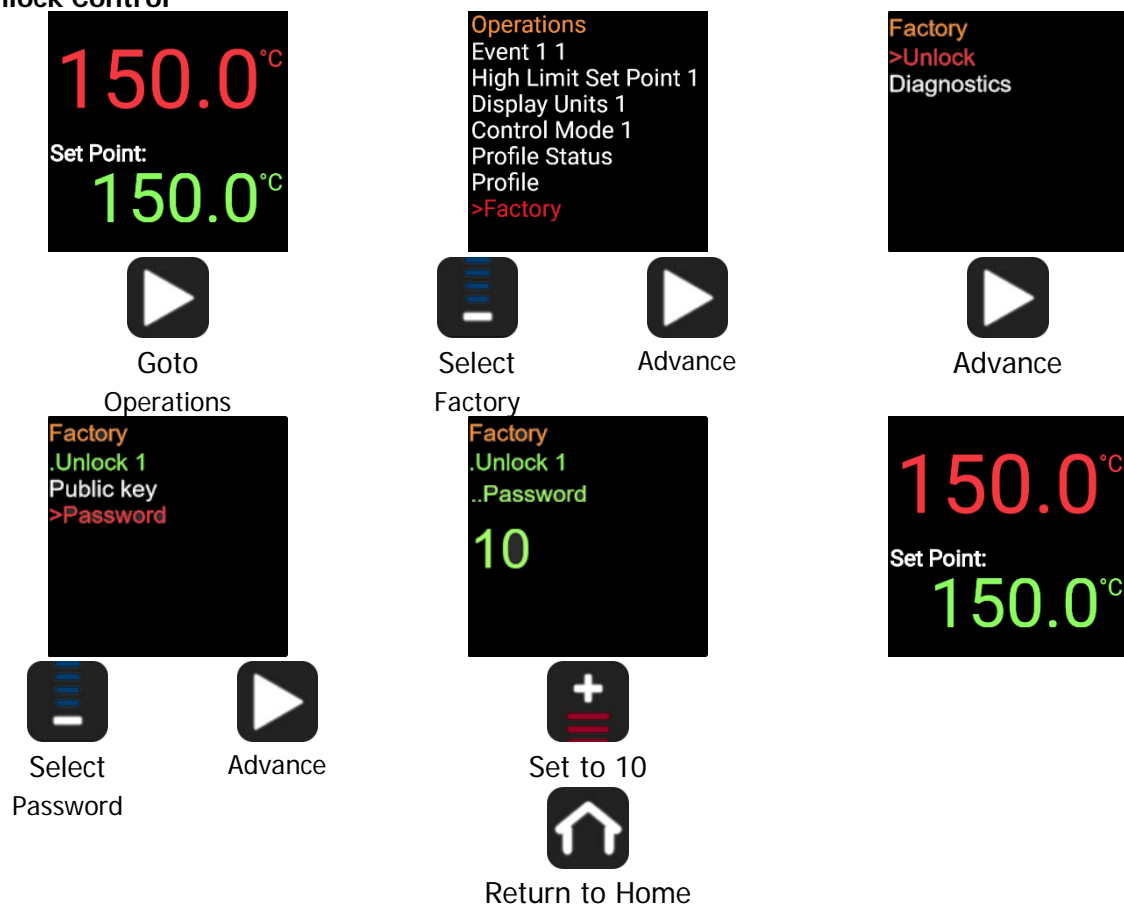 150.0°C
Set Point:
150.0°C
Goto
Operations
Operations
Event 1 1
High Limit Set Point 1
Display Units 1
Control Mode 1
Profile Status
Profile
>Factory
Select
Factory
Advance
Factory
>Unlock
Diagnostics
Advance
Factory
.Unlock 1
Public key
>Password
Select
Password
Advance
Factory
.Unlock 1
..Password
10
Set to 10
Return to Home
150.0°C
Set Point:
150.0°C